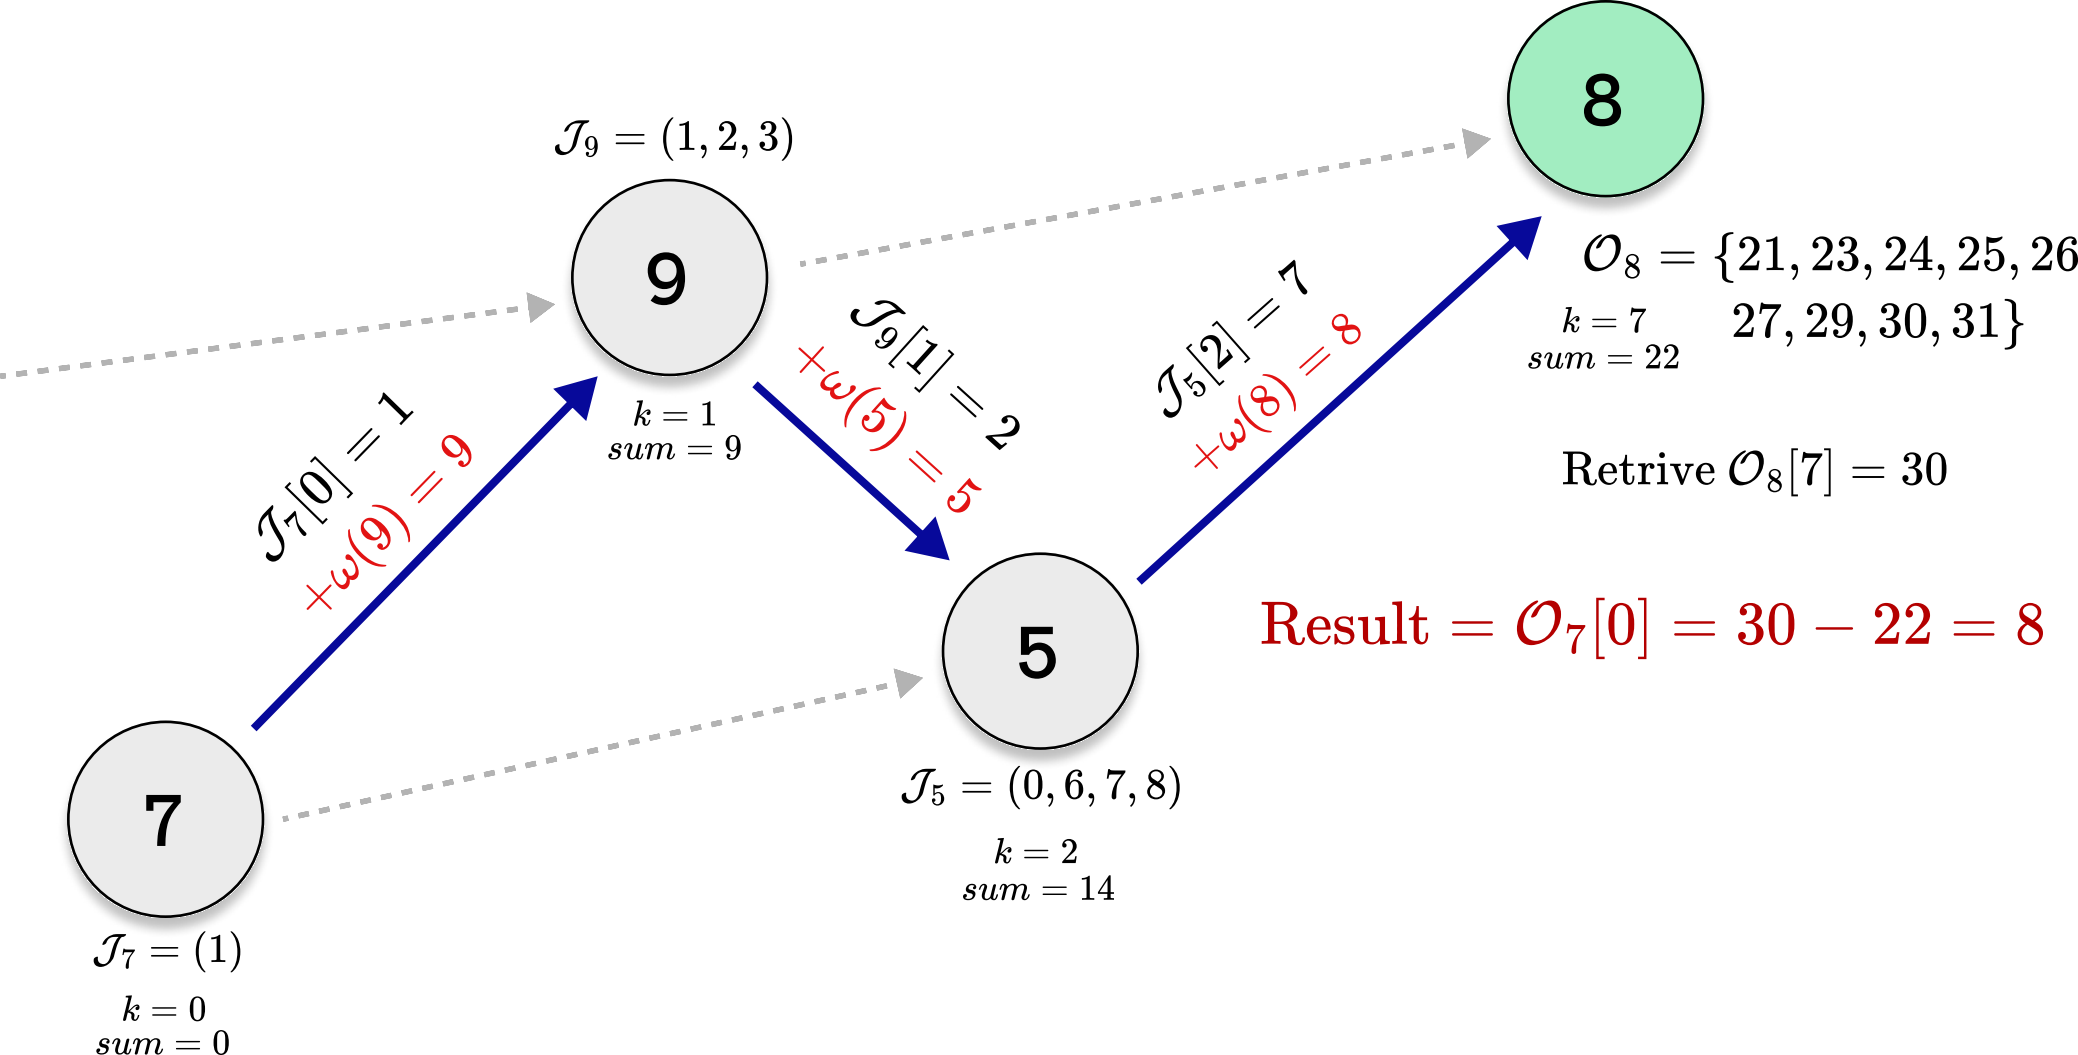 8
𝒥₉ = (1, 2, 3)
9
𝒪₈ = {21, 23, 24, 25, 26
27, 29, 30, 31}
k = 7
sum = 22
𝒥₉[1] = 2
+ω(5) = 5
𝒥₅[2] = 7
+ω(8) = 8
k = 1
sum = 9
𝒥₇[0] = 1
+ω(9) = 9
Retrive 𝒪₈[7] = 30
5
Result = 𝒪₇[0] = 30 − 22 = 8
7
𝒥₅ = (0, 6, 7, 8)
k = 2
sum = 14
𝒥₇ = (1)
k = 0
sum = 0